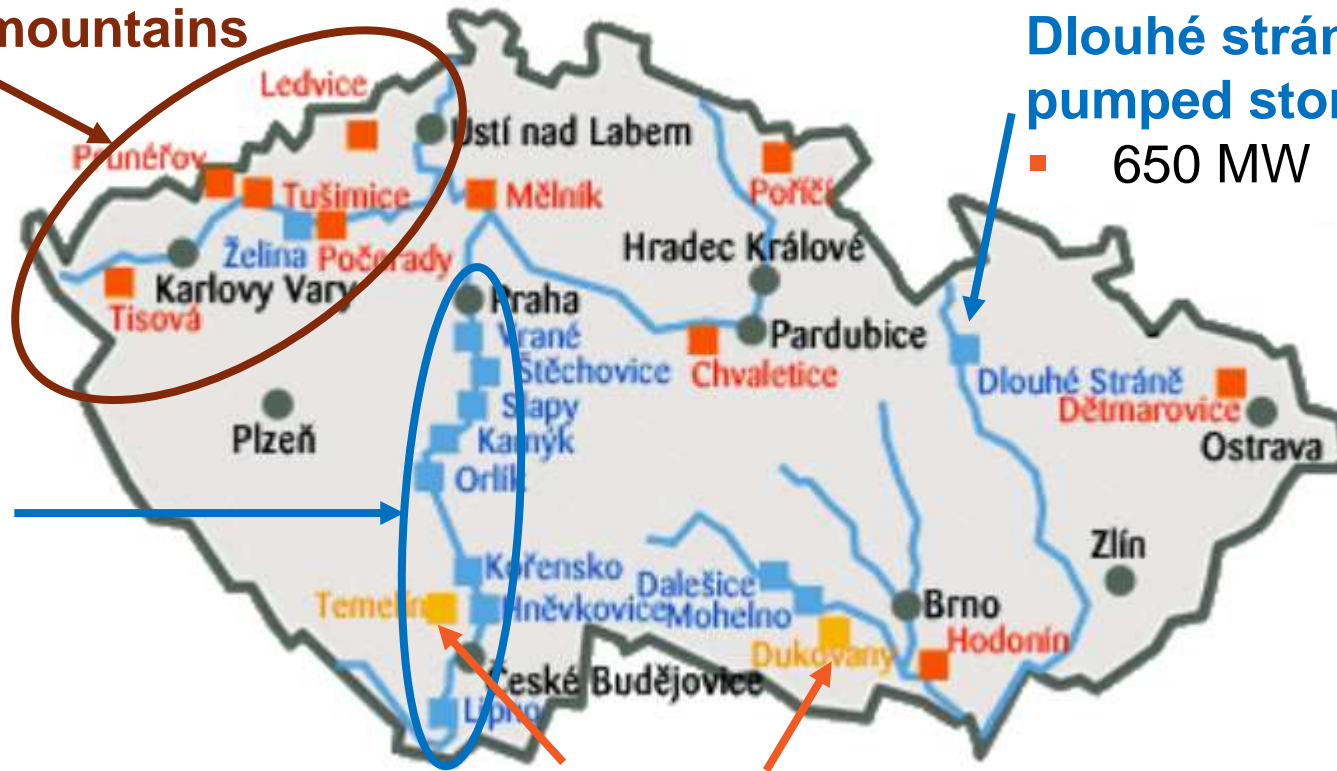 mountains
Dlouhé strán
pumped stor
650 MW
Ledvice
Ústí nad Labem
Prunéřov
Tušimice
Mělník
Poříčí
Želina
Počerady
Hradec Králové
Karlovy Vary
Tisová
Praha
Vrané
Pardubice
Štěchovice
Chvaletice
Dlouhé Stráně
Slapy
Dětmarovice
Plzeň
Kamýk
Ostrava
Orlík
Zlín
Kořensko
Dalešice
Temelín
Hněvkovice
Mohelno
Brno
Hodonín
Dukovany
České Budějovice
Lipno